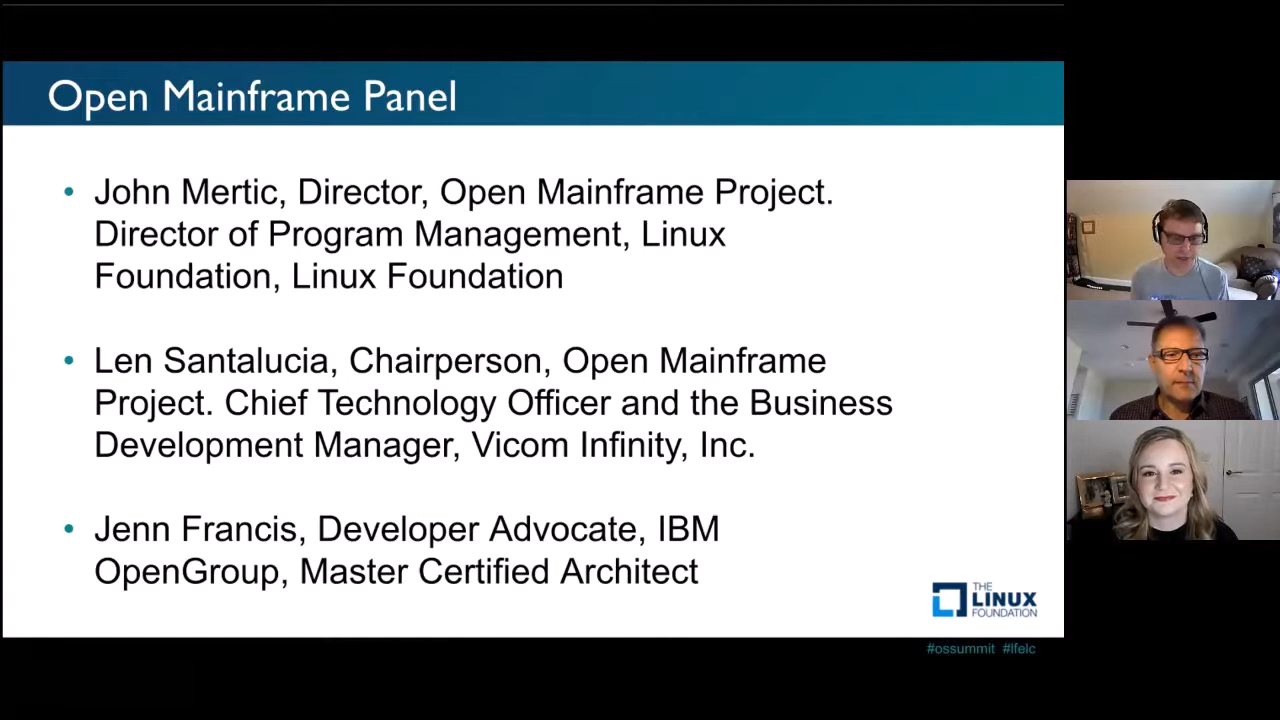 Open Mainframe Panel
• John Mertic, Director, Open Mainframe Project.
Director of Program Management, Linux
Foundation, Linux Foundation
• Len Santalucia, Chairperson, Open Mainframe
Project. Chief Technology Officer and the Business
Development Manager, Vicom Infinity, Inc.
• Jenn Francis, Developer Advocate, IBM
OpenGroup, Master Certified Architect
THE
LINUX
FOUNDATION
#ossummit #lfelc